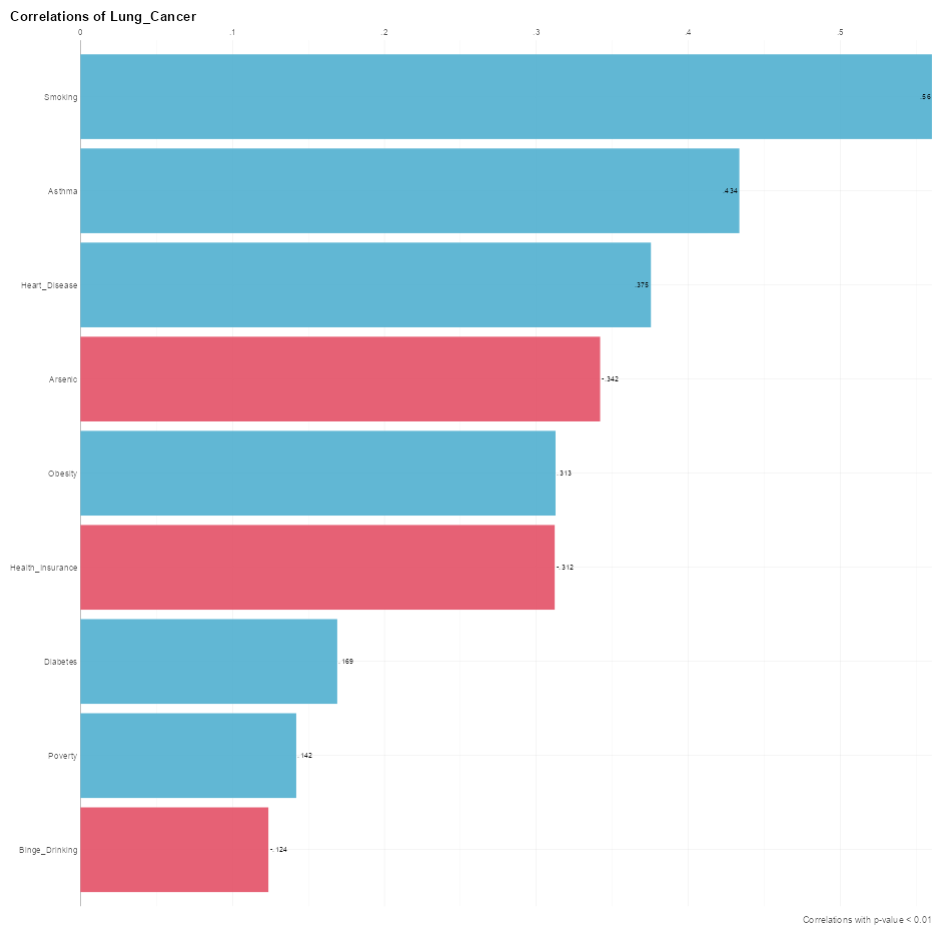 Correlations of Lung_Cancer
0 .1 .2 .3 .4 .5
Smoking .56
Asthma .434
Heart_Disease .375
Arsenic -.342
Obesity .313
Health_Insurance -.312
Diabetes .169
Poverty .142
Binge_Drinking -.124
Correlations with p-value < 0.01